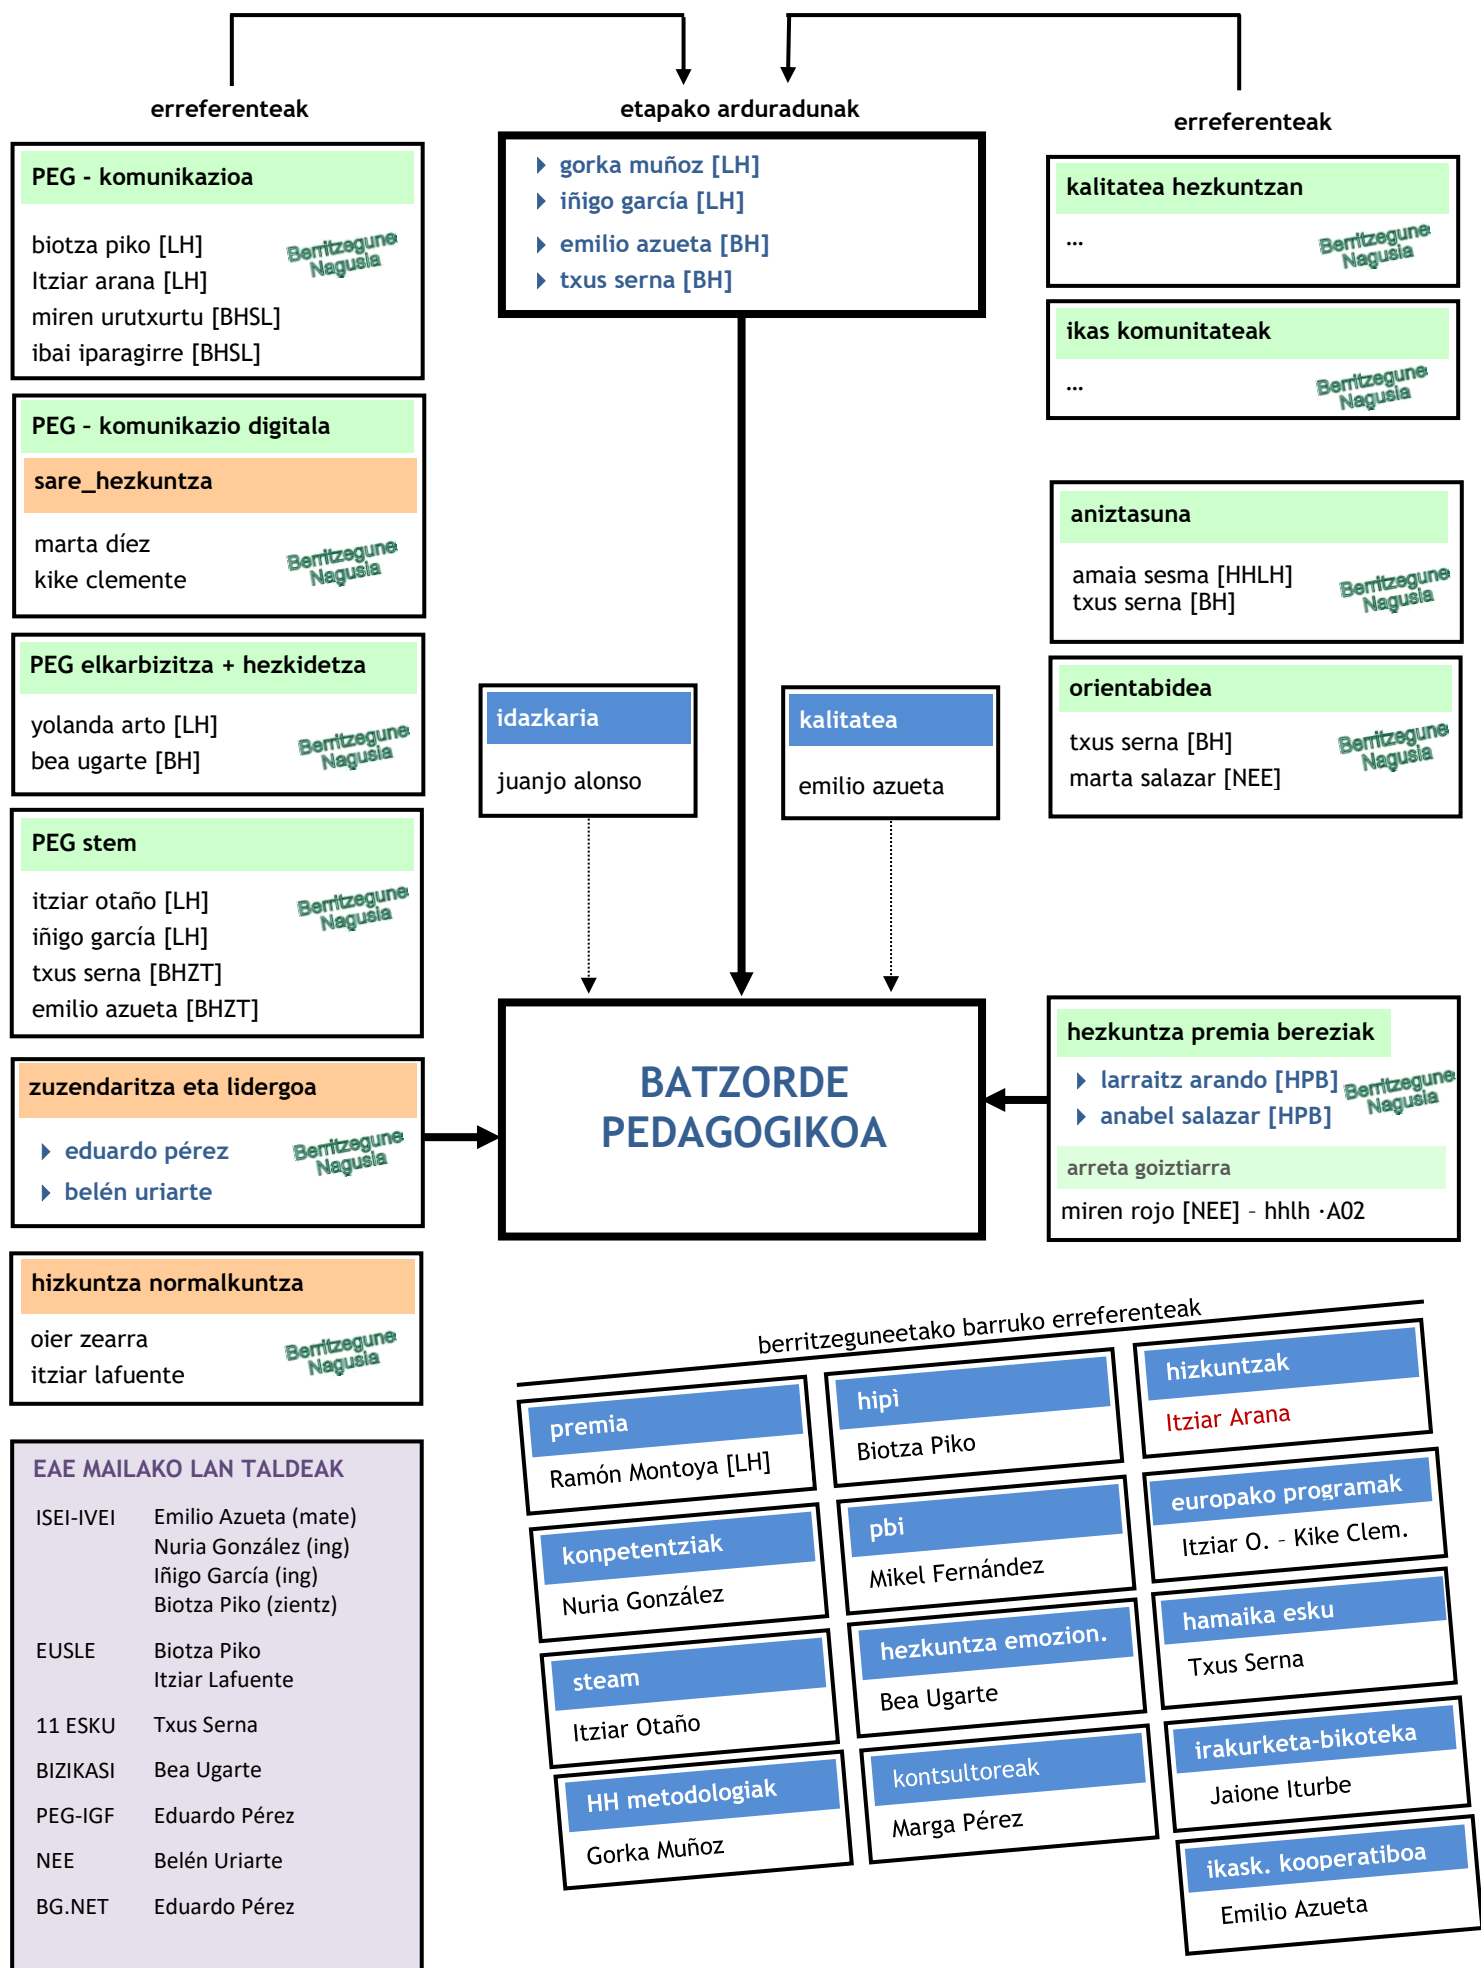 erreferenteak
etapako arduradunak
erreferenteak
PEG - komunikazioa
biotza piko [LH]
Itziar arana [LH]
miren urutxurtu [BHSL]
ibai iparagirre [BHSL]
Berritzegune
Nagusia
PEG - komunikazio digitala
sare_hezkuntza
marta díez
kike clemente
Berritzegune
Nagusia
PEG elkarbizitza + hezkidetza
yolanda arto [LH]
bea ugarte [BH]
Berritzegune
Nagusia
PEG stem
itziar otaño [LH]
iñigo garcía [LH]
txus serna [BHZT]
emilio azueta [BHZT]
Berritzegune
Nagusia
zuzendaritza eta lidergoa
eduardo pérez
belén uriarte
Berritzegune
Nagusia
hizkuntza normalkuntza
oier zearra
itziar lafuente
Berritzegune
Nagusia
gorka muñoz [LH]
iñigo garcía [LH]
emilio azueta [BH]
txus serna [BH]
idazkaria
juanjo alonso
kalitatea
emilio azueta
BATZORDE
PEDAGOGIKOA
kalitatea hezkuntzan
...
Berritzegune
Nagusia
ikas komunitateak
...
Berritzegune
Nagusia
aniztasuna
amaia sesma [HHLH]
txus serna [BH]
Berritzegune
Nagusia
orientabidea
txus serna [BH]
marta salazar [NEE]
Berritzegune
Nagusia
hezkuntza premia bereziak
larraitz arando [HPB]
anabel salazar [HPB]
Berritzegune
Nagusia
arreta goiztiarra
miren rojo [NEE] – hhlh ·A02
EAE MAILAKO LAN TALDEAK
ISEI-IVEI Emilio Azueta (mate)
Nuria González (ing)
Iñigo García (ing)
Biotza Piko (zientz)
EUSLE Biotza Piko
Itziar Lafuente
11 ESKU Txus Serna
BIZIKASI Bea Ugarte
PEG-IGF Eduardo Pérez
NEE Belén Uriarte
BG.NET Eduardo Pérez
berritzeguneetako barruko erreferenteak
premia
Ramón Montoya [LH]
konpetentziak
Nuria González
steam
Itziar Otaño
HH metodologiak
Gorka Muñoz
hipì
Biotza Piko
pbi
Mikel Fernández
hezkuntza emozion.
Bea Ugarte
kontsultoreak
Marga Pérez
hizkuntzak
Itziar Arana
europako programak
Itziar O. – Kike Clem.
hamaika esku
Txus Serna
irakurketa-bikoteka
Jaione Iturbe
ikask. kooperatiboa
Emilio Azueta